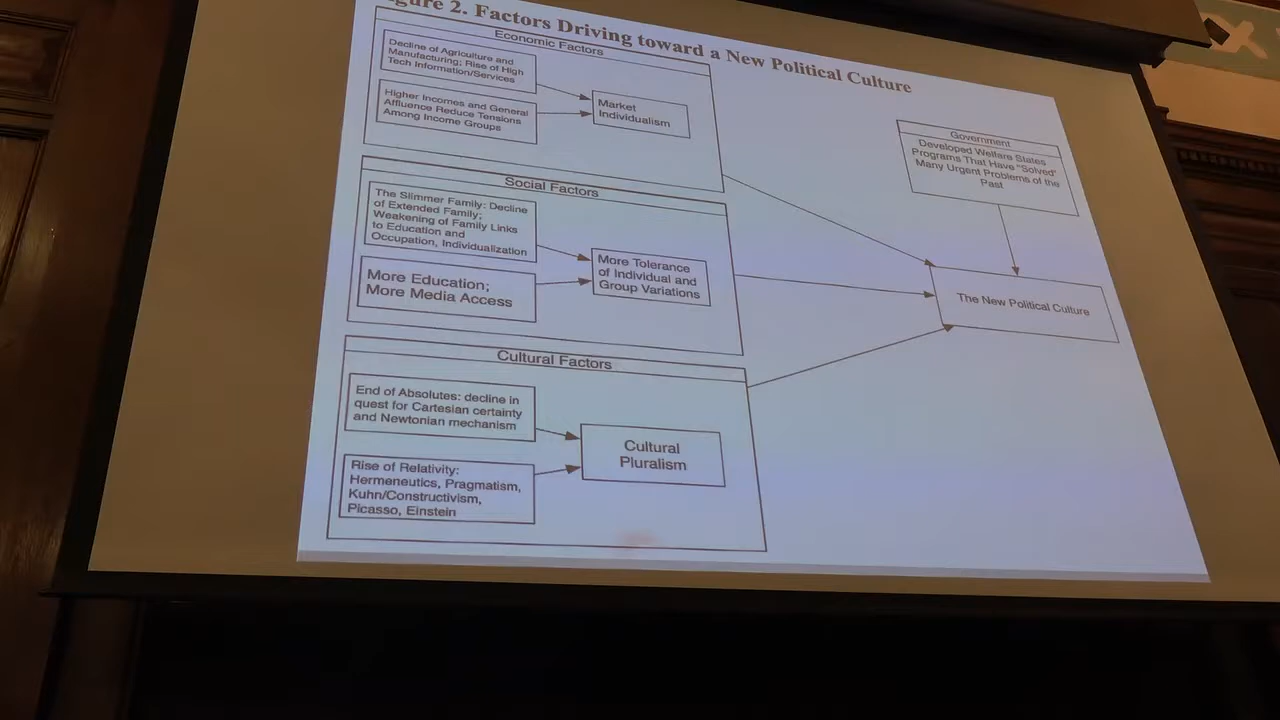 gure 2. Factors Driving toward a New Political Culture
Economic Factors
Decline of Agriculture and
Manufacturing; Rise of High
Tech Information/Services
Higher Incomes and General
Affluence Reduce Tensions
Among Income Groups
Market
Individualism
Social Factors
The Slimmer Family: Decline
of Extended Family;
Weakening of Family Links
to Education and
Occupation, Individualization
More Education;
More Media Access
More Tolerance
of Individual and
Group Variations
Cultural Factors
End of Absolutes: decline in
quest for Cartesian certainty
and Newtonian mechanism
Rise of Relativity:
Hermeneutics, Pragmatism,
Kuhn/Constructivism,
Picasso, Einstein
Cultural
Pluralism
Government
Developed Welfare States
Programs That Have "Solved"
Many Urgent Problems of the
Past
The New Political Culture